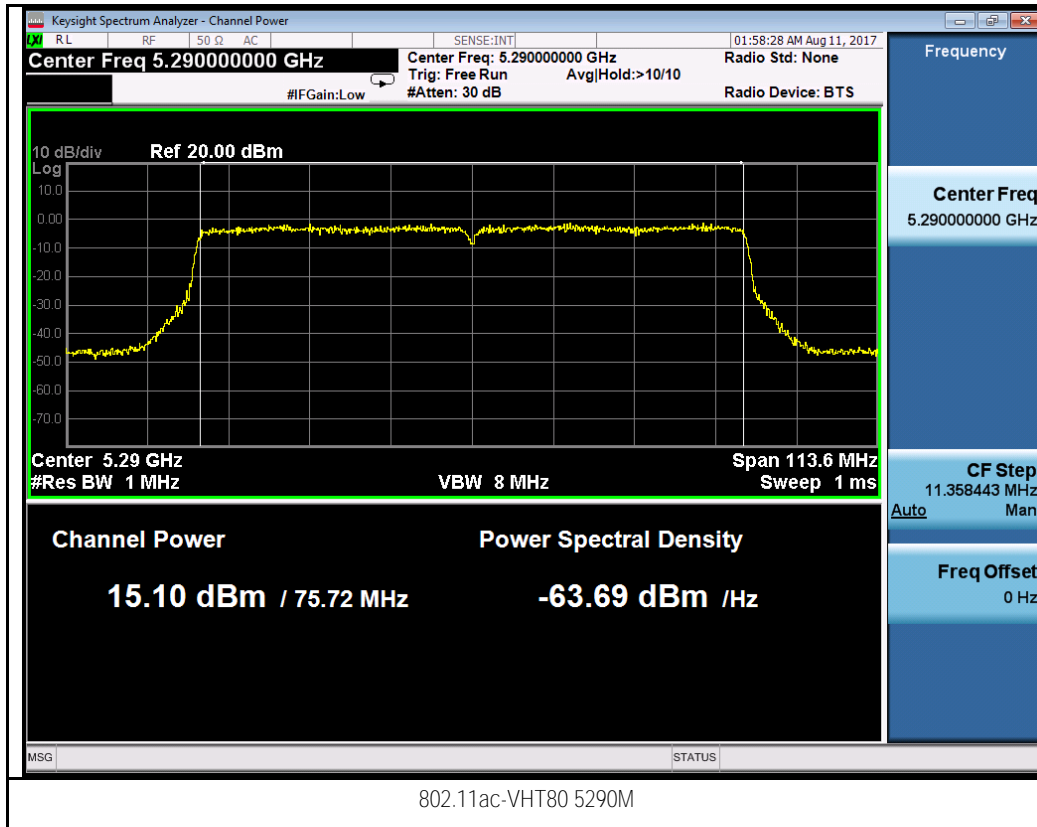 Keysight Spectrum Analyzer - Channel Power
LXI RL RF 50 Ω AC SENSE:INT 01:58:28 AM Aug 11, 2017
Center Freq 5.290000000 GHz
Center Freq: 5.290000000 GHz Radio Std: None
Trig: Free Run Avg|Hold:>10/10
#IFGain:Low #Atten: 30 dB Radio Device: BTS
Frequency
10 dB/div Ref 20.00 dBm
Log
10.0
0.00
-10.0
-20.0
-30.0
-40.0
-50.0
-60.0
-70.0
Center 5.29 GHz Span 113.6 MHz
#Res BW 1 MHz VBW 8 MHz Sweep 1 ms
Center Freq
5.290000000 GHz
CF Step
11.358443 MHz
Auto Man
Freq Offset
0 Hz
Channel Power Power Spectral Density
15.10 dBm / 75.72 MHz -63.69 dBm /Hz
MSG STATUS
802.11ac-VHT80 5290M